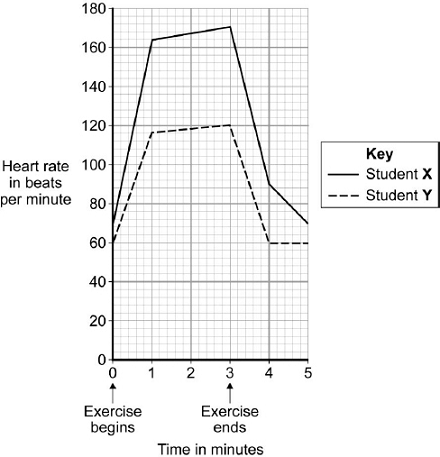 180
160
140
120
100
80
60
40
20
0
Heart rate
in beats
per minute
0 1 2 3 4 5
Exercise
begins
Exercise
ends
Time in minutes
Key
Student X
Student Y